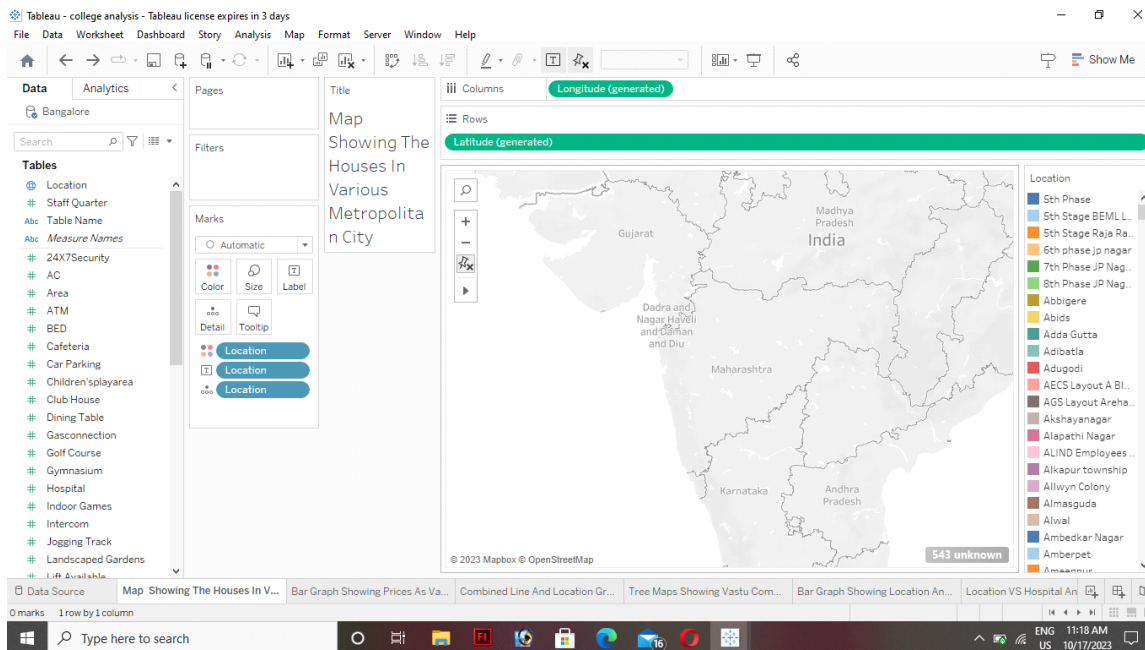 Tableau - college analysis - Tableau license expires in 3 days
File Data Worksheet Dashboard Story Analysis Map Format Server Window Help
Show Me
Data Analytics
Bangalore
Search
Tables
Location
Staff Quarter
Abc Table Name
Abc Measure Names
24X7Security
AC
Area
ATM
BED
Cafeteria
Car Parking
Children'splayarea
Club House
Dining Table
Gasconnection
Golf Course
Gymnasium
Hospital
Indoor Games
Intercom
Jogging Track
Landscaped Gardens
Lift Available
Pages
Filters
Marks
Automatic
Color Size Label
Detail Tooltip
Location
Location
Location
Title
Map
Showing The
Houses In
Various
Metropolita
n City
Columns Longitude (generated)
Rows
Latitude (generated)
Gujarat
Madhya
Pradesh
India
Dadra and
Nagar Haveli
and Daman
and Diu
Maharashtra
Karnataka
Andhra
Pradesh
© 2023 Mapbox © OpenStreetMap
543 unknown
Location
5th Phase
5th Stage BEML L..
5th Stage Raja Ra..
6th phase jp nagar
7th Phase JP Nag..
8th Phase JP Nag..
Abbigere
Abids
Adda Gutta
Adibatla
Adugodi
AECS Layout A Bl..
AGS Layout Areha..
Akshayanagar
Alapathi Nagar
ALIND Employees ..
Alkapur township
Allwyn Colony
Almasguda
Alwal
Ambedkar Nagar
Amberpet
Ameenpur
Data Source Map Showing The Houses In V... Bar Graph Showing Prices As Va... Combined Line And Location Gr... Tree Maps Showing Vastu Com... Bar Graph Showing Location An... Location VS Hospital An
0 marks 1 row by 1 column
Type here to search
Fl
16
ENG 11:18 AM
US 10/17/2023